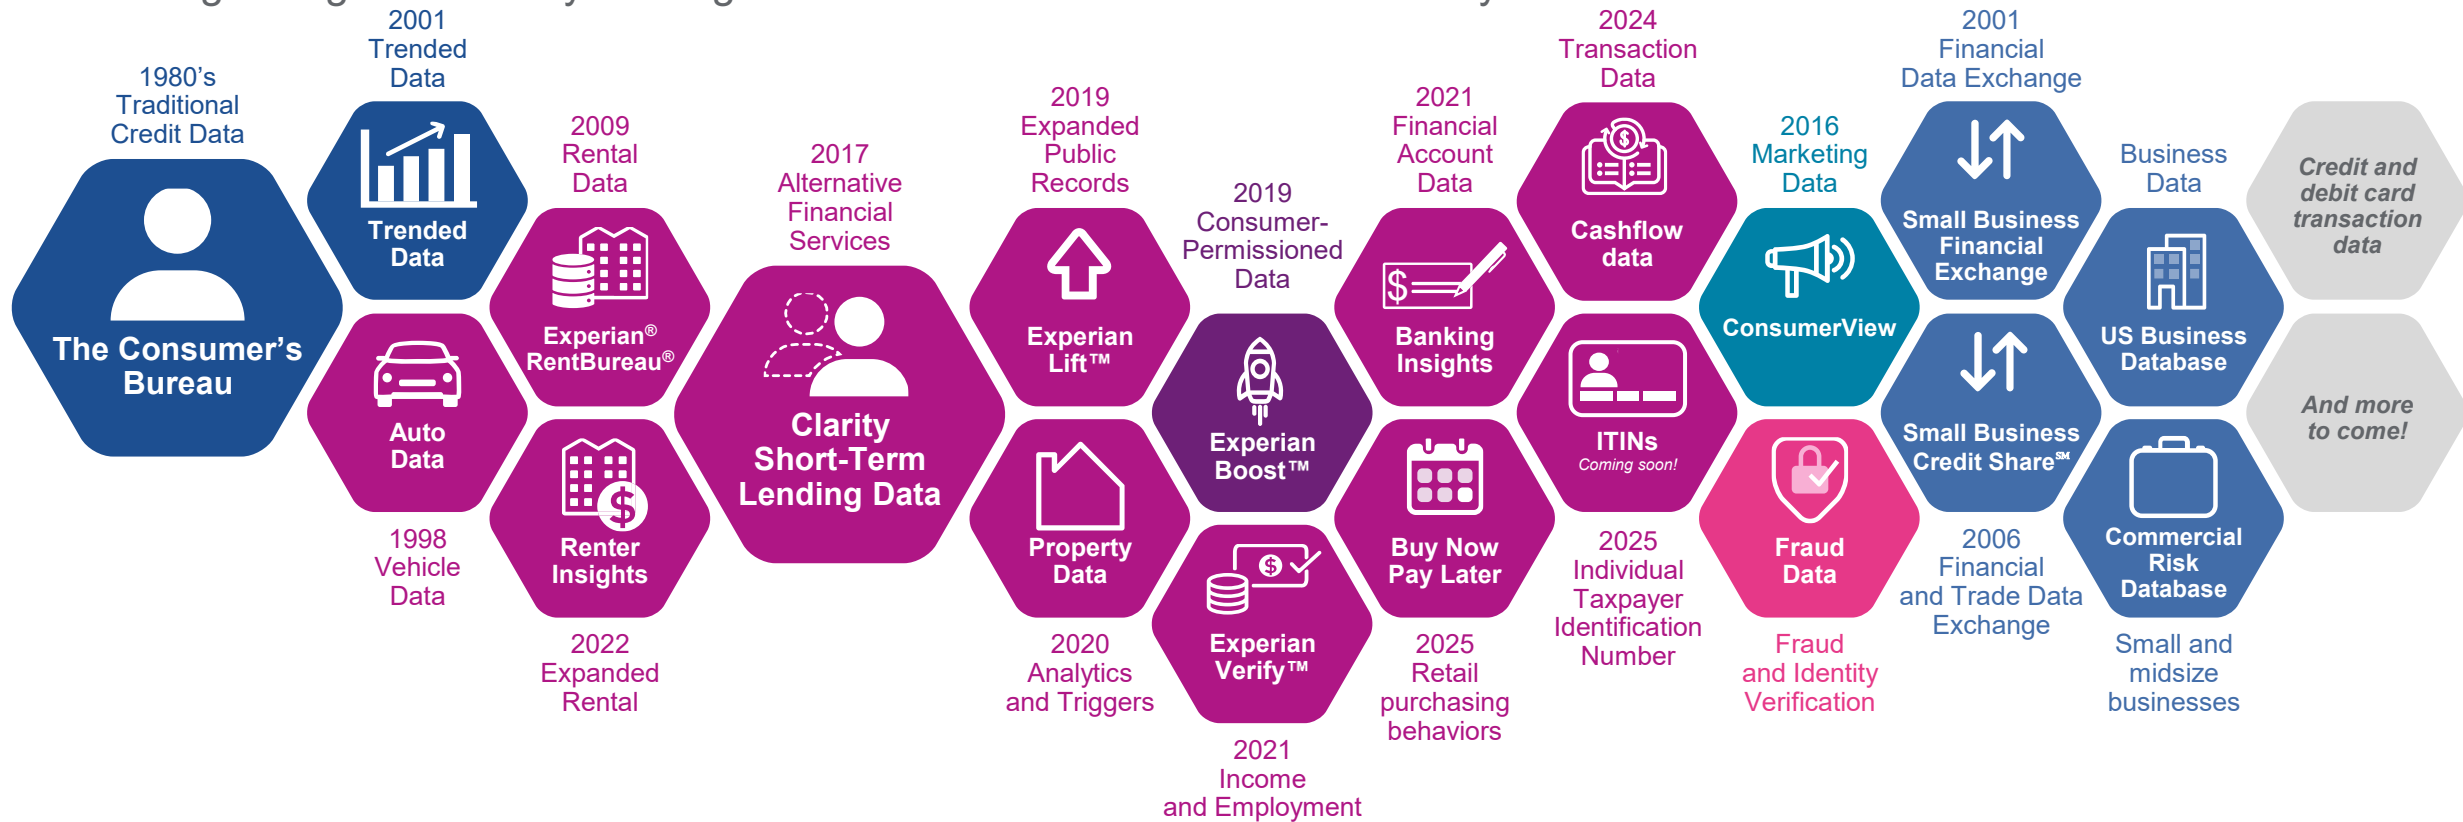 1980's
Traditional
Credit Data
The Consumer's
Bureau
2001
Trended
Data
Trended
Data
Auto
Data
1998
Vehicle
Data
2009
Rental
Data
Experian®
RentBureau®
Renter
Insights
2022
Expanded
Rental
2017
Alternative
Financial
Services
Clarity
Short-Term
Lending Data
2019
Expanded
Public
Records
Experian
Lift™
Property
Data
2020
Analytics
and Triggers
2019
Consumer-
Permissioned
Data
Experian
Boost™
Experian
Verify™
2021
Income
and Employment
2021
Financial
Account
Data
$
Banking
Insights
Buy Now
Pay Later
2025
Retail
purchasing
behaviors
2024
Transaction
Data
Cashflow
data
ITINs
Coming soon!
2025
Individual
Taxpayer
Identification
Number
2016
Marketing
Data
ConsumerView
Fraud
Data
Fraud
and Identity
Verification
2001
Financial
Data Exchange
Small Business
Financial
Exchange
Small Business
Credit Share℠
2006
Financial
and Trade Data
Exchange
Business
Data
US Business
Database
Commercial
Risk
Database
Small and
midsize
businesses
Credit and
debit card
transaction
data
And more
to come!